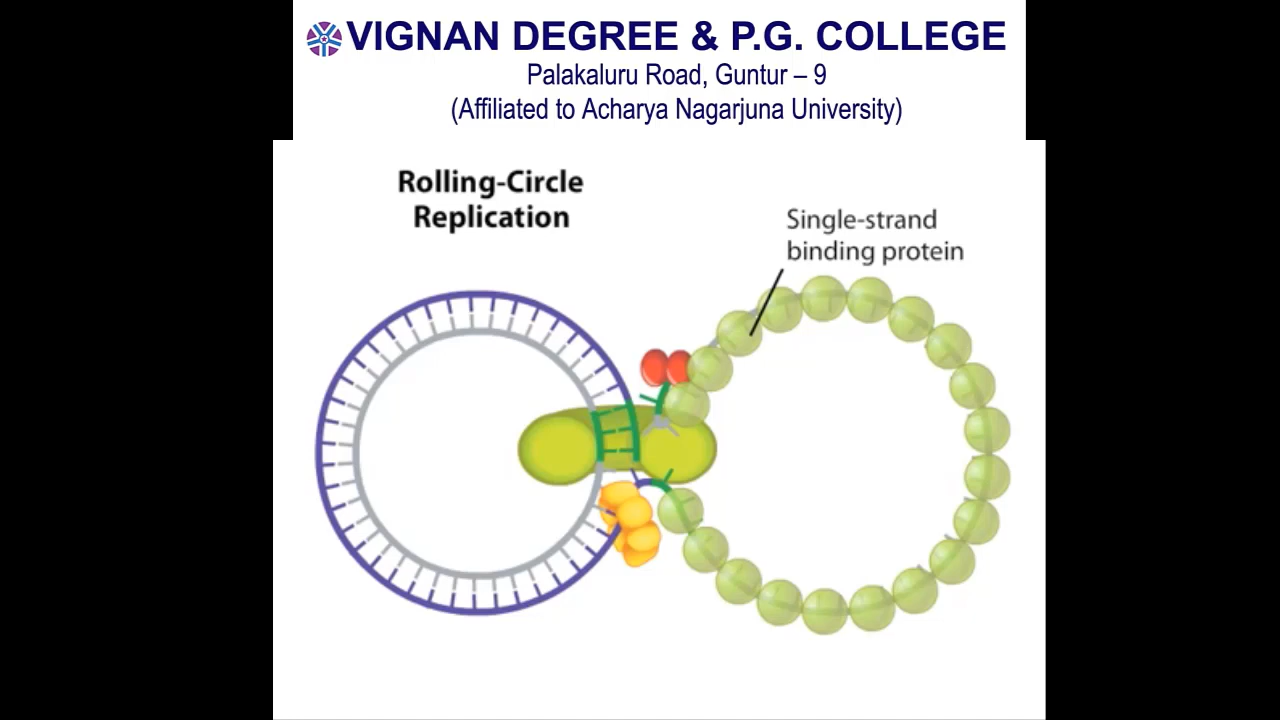 VIGNAN DEGREE & P.G. COLLEGE
Palakaluru Road, Guntur – 9
(Affiliated to Acharya Nagarjuna University)
Rolling-Circle
Replication
Single-strand
binding protein